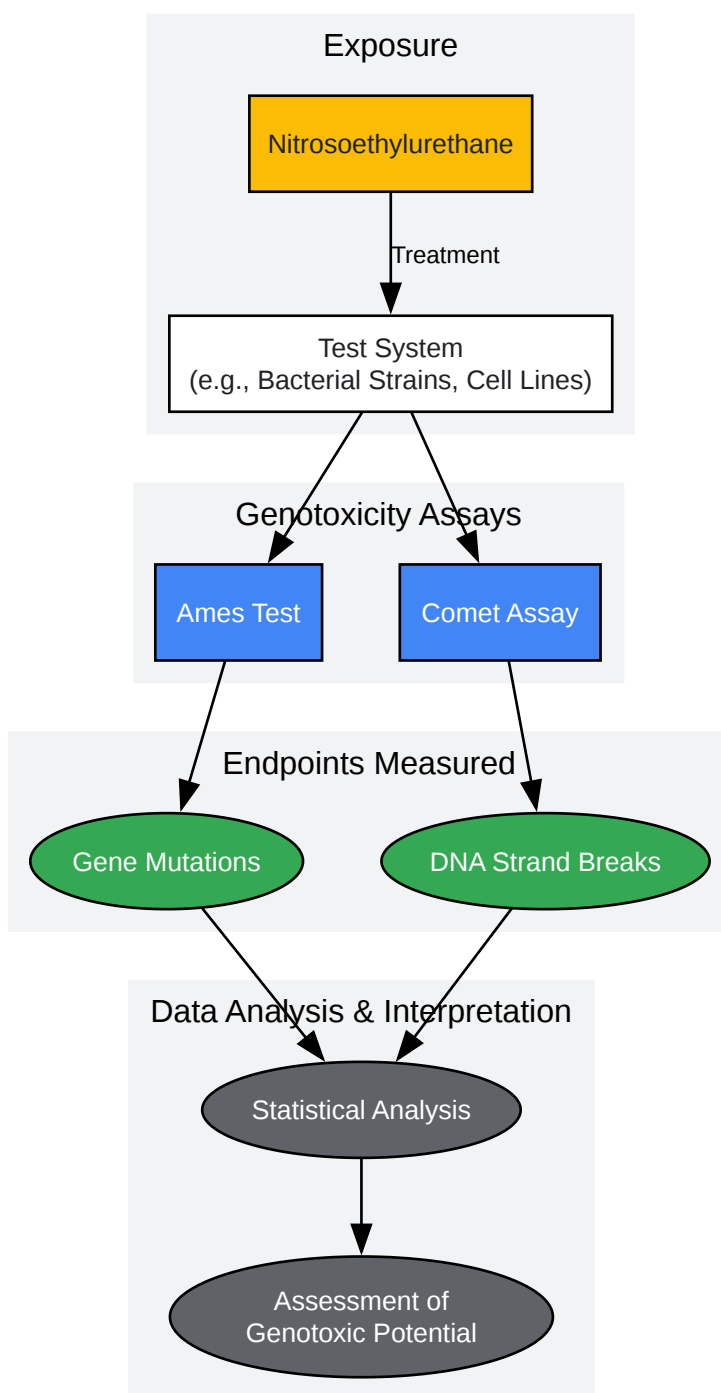 Exposure
Nitrosoethylurethane
Treatment
Test System
(e.g., Bacterial Strains, Cell Lines)
Genotoxicity Assays
Ames Test
Comet Assay
Endpoints Measured
Gene Mutations
DNA Strand Breaks
Data Analysis & Interpretation
Statistical Analysis
Assessment of
Genotoxic Potential